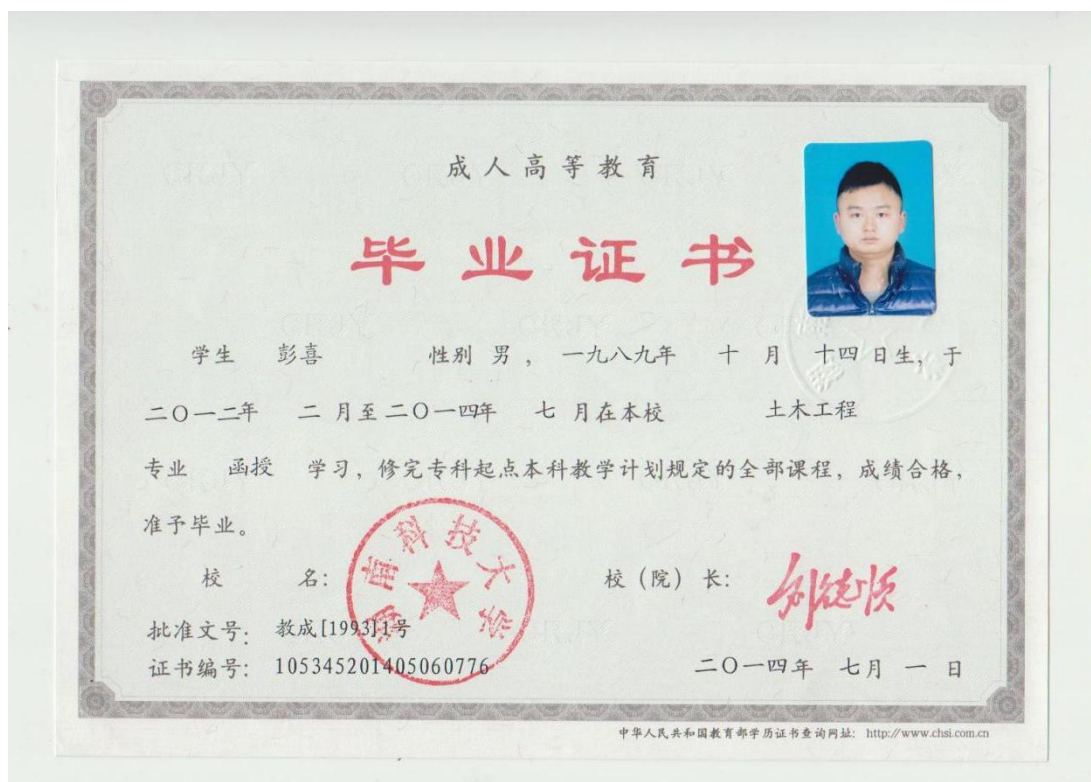 成人高等教育
毕业证书
学生 彭喜 性别 男 ，一九八九年 十 月 十四 日生，于
二〇一二年 二 月至二〇一四年 七 月在本校 土木工程
专业 函授 学习，修完专科起点本科教学计划规定的全部课程，成绩合格，
准予毕业。
校 名： 湖南科技大学 校（院）长： 刘德顺
批准文号： 教成[1993]1号
证书编号： 105345201405060776 二〇一四年 七月 一 日
中华人民共和国教育部学历证书查询网址： http://www.chsi.com.cn